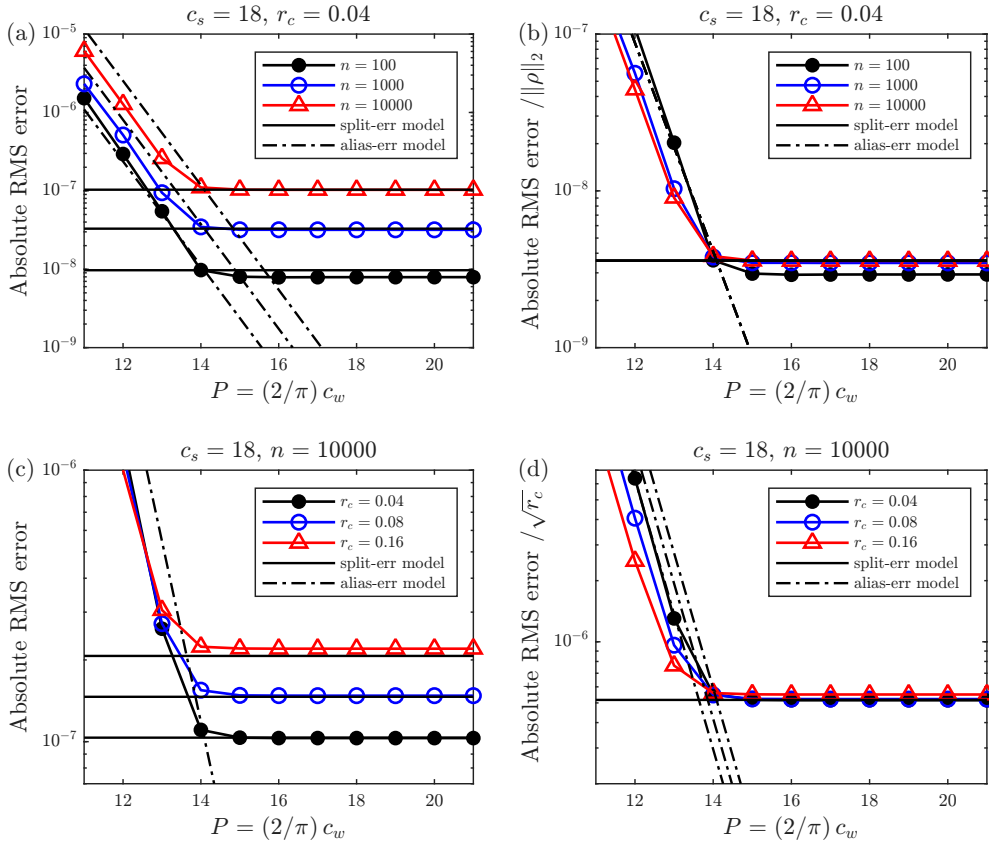 (a)
c_s = 18, r_c = 0.04
Absolute RMS error
10^{-5}
10^{-6}
10^{-7}
10^{-8}
10^{-9}
n = 100
n = 1000
n = 10000
split-err model
alias-err model
12 14 16 18 20
P = (2/π) c_w
(b)
c_s = 18, r_c = 0.04
Absolute RMS error /||ρ||_2
10^{-7}
10^{-8}
10^{-9}
n = 100
n = 1000
n = 10000
split-err model
alias-err model
12 14 16 18 20
P = (2/π) c_w
(c)
c_s = 18, n = 10000
Absolute RMS error
10^{-6}
10^{-7}
r_c = 0.04
r_c = 0.08
r_c = 0.16
split-err model
alias-err model
12 14 16 18 20
P = (2/π) c_w
(d)
c_s = 18, n = 10000
Absolute RMS error /√r_c
10^{-6}
r_c = 0.04
r_c = 0.08
r_c = 0.16
split-err model
alias-err model
12 14 16 18 20
P = (2/π) c_w